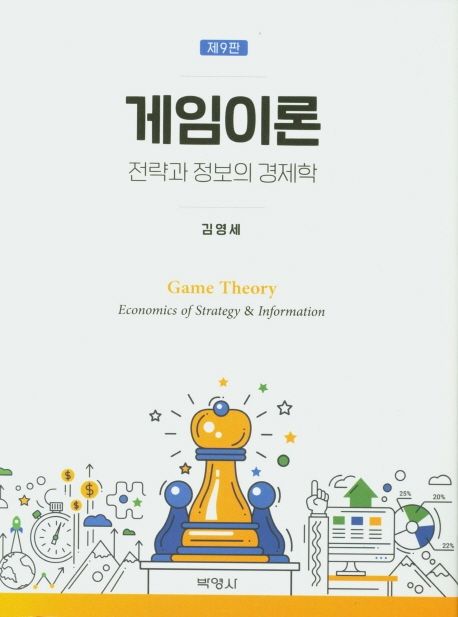 제9판
게임이론
전략과 정보의 경제학
김영세
Game Theory
Economics of Strategy & Information
$
$
$
25%
20%
22%
박영사